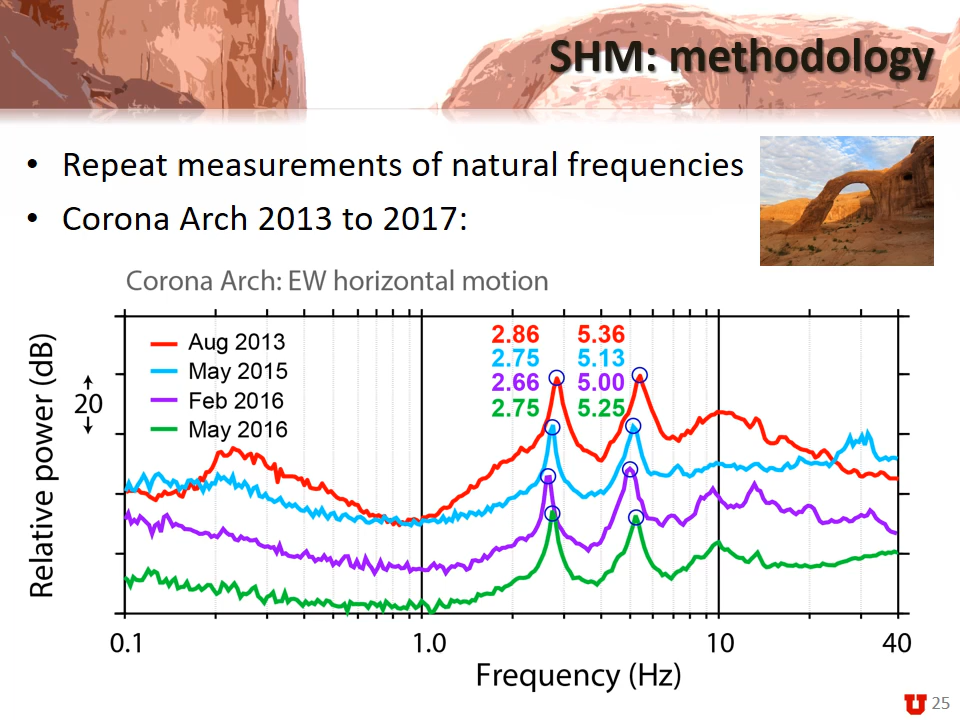 SHM: methodology
• Repeat measurements of natural frequencies
• Corona Arch 2013 to 2017:
Corona Arch: EW horizontal motion
Relative power (dB)
20
Aug 2013
May 2015
Feb 2016
May 2016
2.86 5.36
2.75 5.13
2.66 5.00
2.75 5.25
0.1 1.0 10 40
Frequency (Hz)
U 25